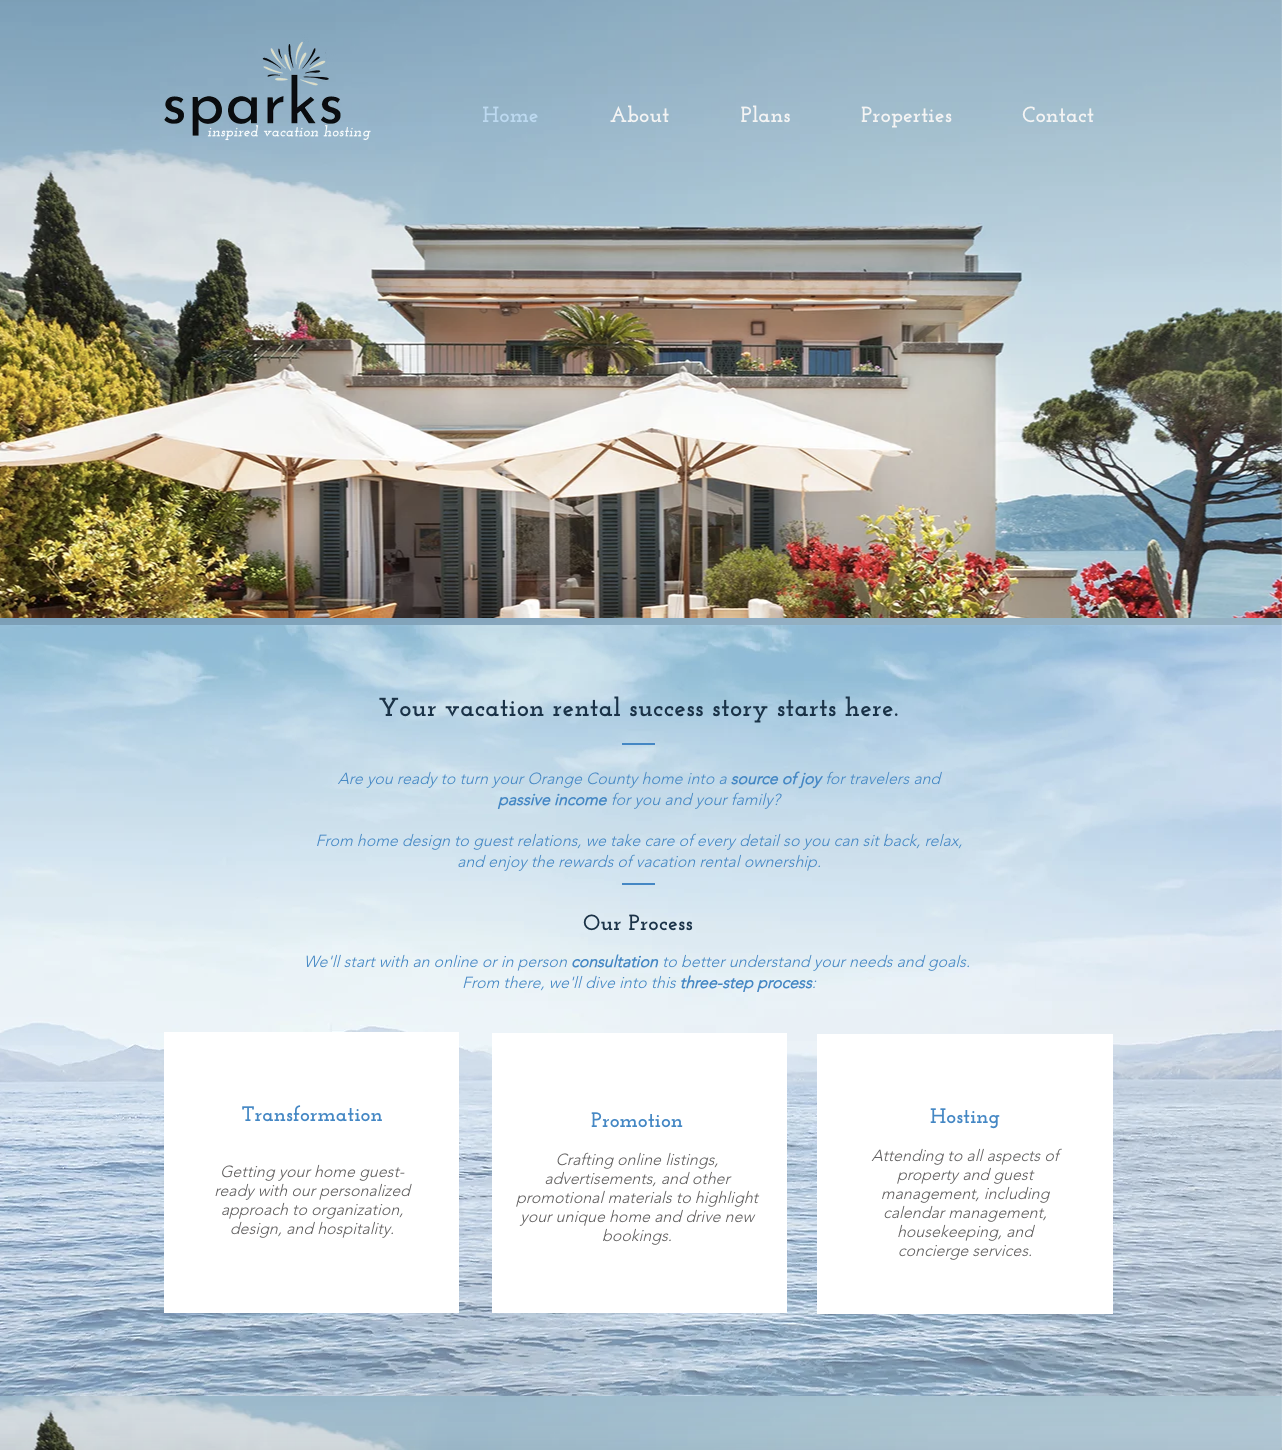 sparks
inspired vacation hosting
Home About Plans Properties Contact
Your vacation rental success story starts here.
Are you ready to turn your Orange County home into a source of joy for travelers and
passive income for you and your family?
From home design to guest relations, we take care of every detail so you can sit back, relax,
and enjoy the rewards of vacation rental ownership.
Our Process
We'll start with an online or in person consultation to better understand your needs and goals.
From there, we'll dive into this three-step process:
Transformation
Getting your home guest-
ready with our personalized
approach to organization,
design, and hospitality.
Promotion
Crafting online listings,
advertisements, and other
promotional materials to highlight
your unique home and drive new
bookings.
Hosting
Attending to all aspects of
property and guest
management, including
calendar management,
housekeeping, and
concierge services.